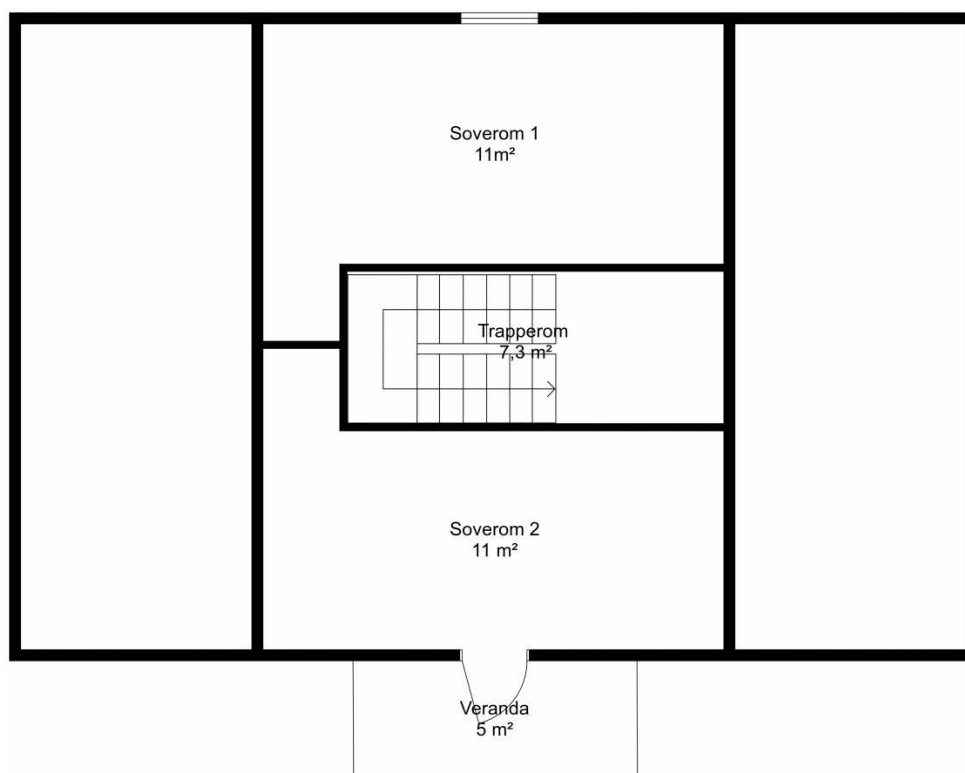 Soverom 1
11m²
Trapperom
7,3 m²
Soverom 2
11 m²
Veranda
5 m²